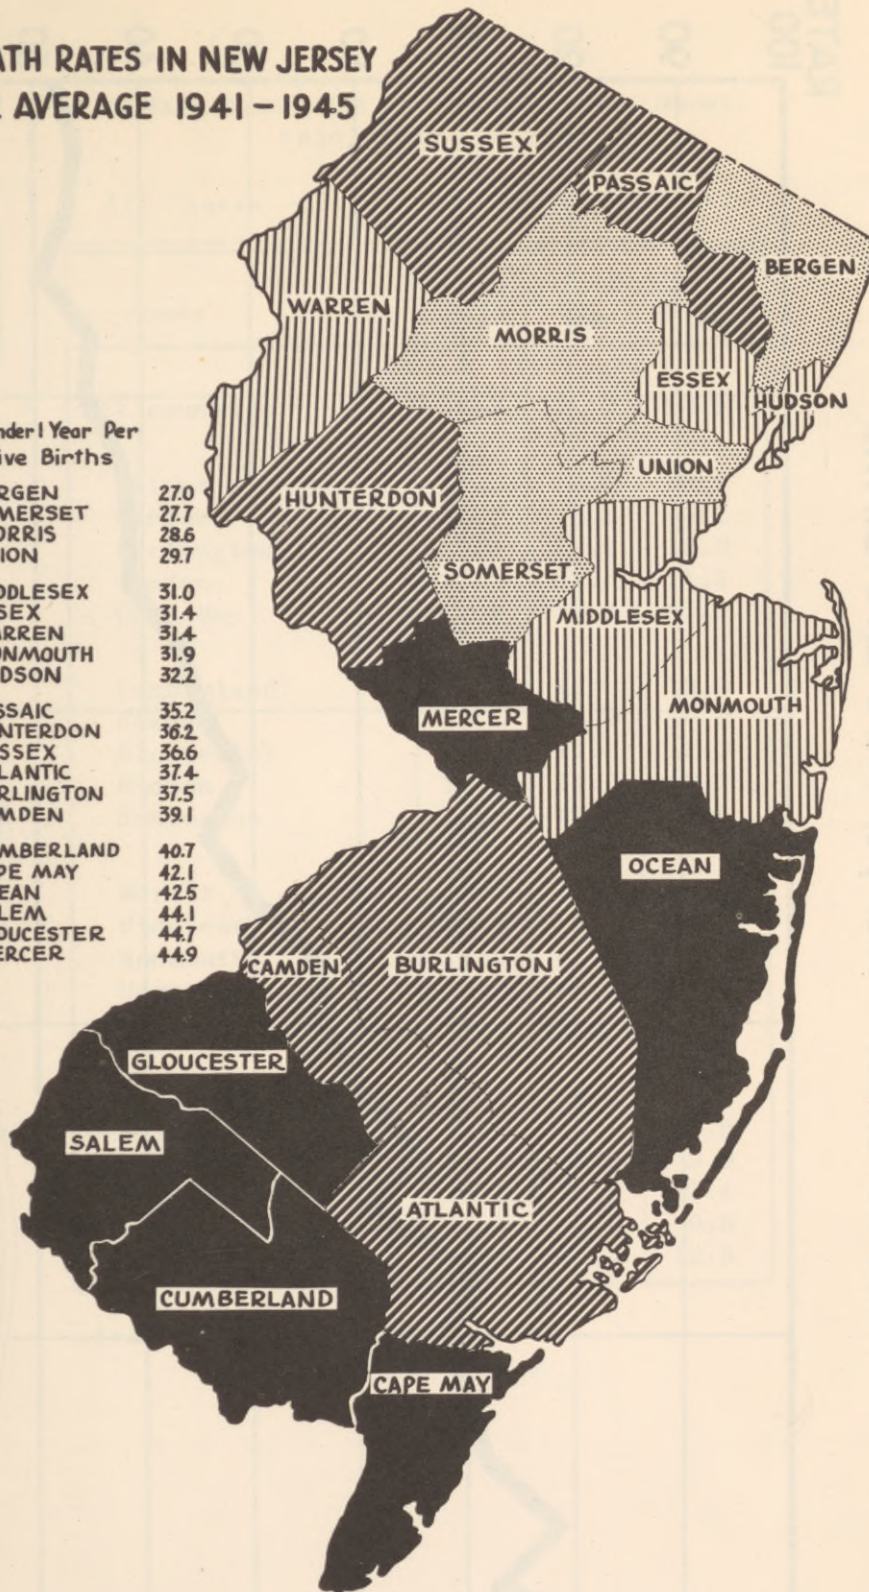 ATH RATES IN NEW JERSEY
AVERAGE 1941-1945
nder 1 Year Per
ive Births
RGEN 27.0
MERSET 27.7
ORRIS 28.6
ION 29.7
DDLESEX 31.0
SEX 31.4
RREN 31.4
NMOUTH 31.9
DSON 32.2
SSAIC 35.2
NTERDON 36.2
SSEX 36.6
LANTIC 37.4
RLINGTON 37.5
MDEN 39.1
MBERLAND 40.7
PE MAY 42.1
EAN 42.5
LEM 44.1
OUCESTER 44.7
ERCER 44.9
SUSSEX
PASSAIC
BERGEN
WARREN
MORRIS
ESSEX
HUDSON
UNION
HUNTERDON
SOMERSET
MIDDLESEX
MONMOUTH
MERCER
OCEAN
CAMDEN
BURLINGTON
GLOUCESTER
SALEM
ATLANTIC
CUMBERLAND
CAPE MAY
RATE
100
90